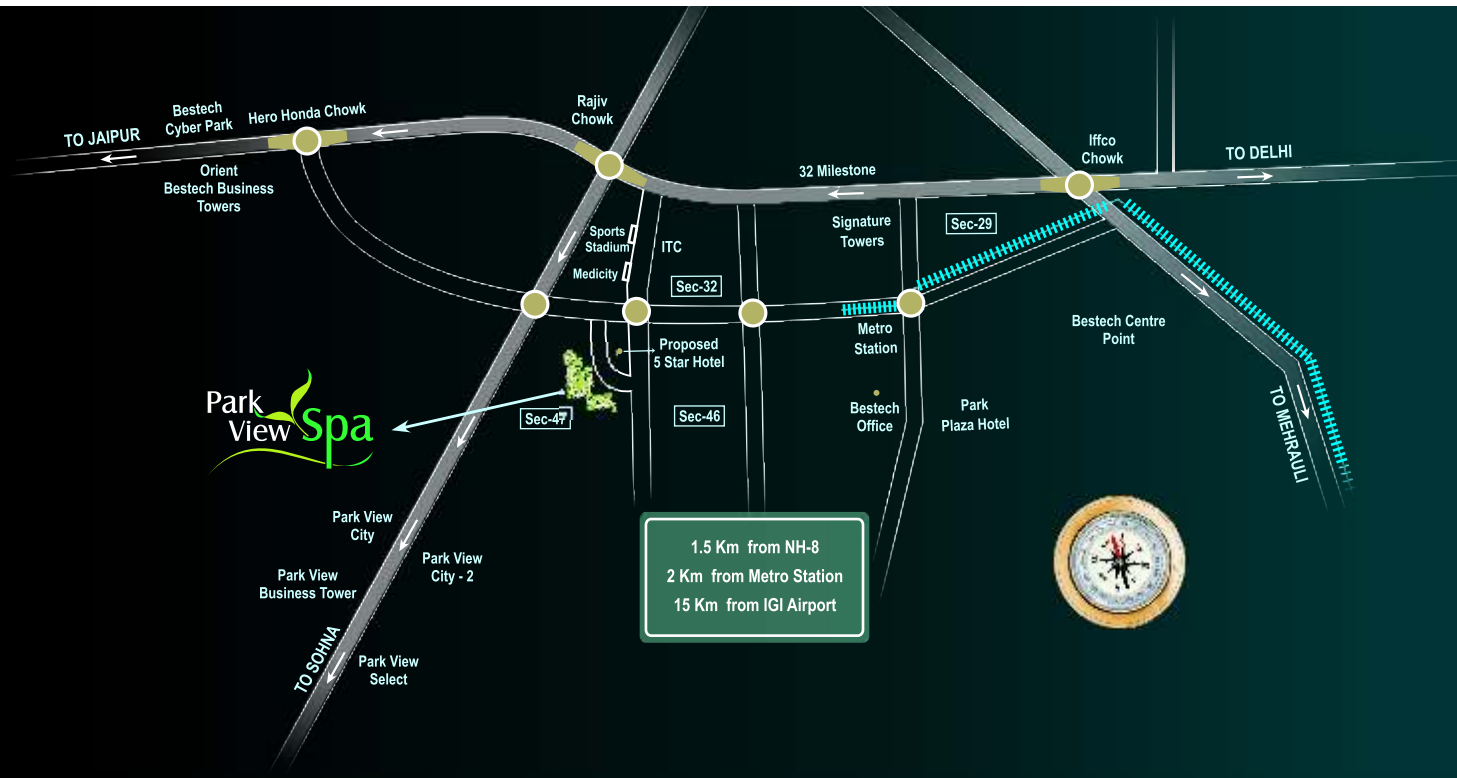 Rajiv
Chowk
Bestech
Cyber Park
Hero Honda Chowk
TO JAIPUR
Orient
Bestech Business
Towers
Iffco
Chowk
TO DELHI
32 Milestone
Signature
Towers
Sec-29
Sports
Stadium
ITC
Medicity
Sec-32
Metro
Station
Bestech Centre
Point
Proposed
5 Star Hotel
Park
View Spa
Sec-47
Sec-46
Bestech
Office
Park
Plaza Hotel
TO MEHRAULI
Park View
City
Park View
City - 2
Park View
Business Tower
TO SOHNA
Park View
Select
1.5 Km from NH-8
2 Km from Metro Station
15 Km from IGI Airport